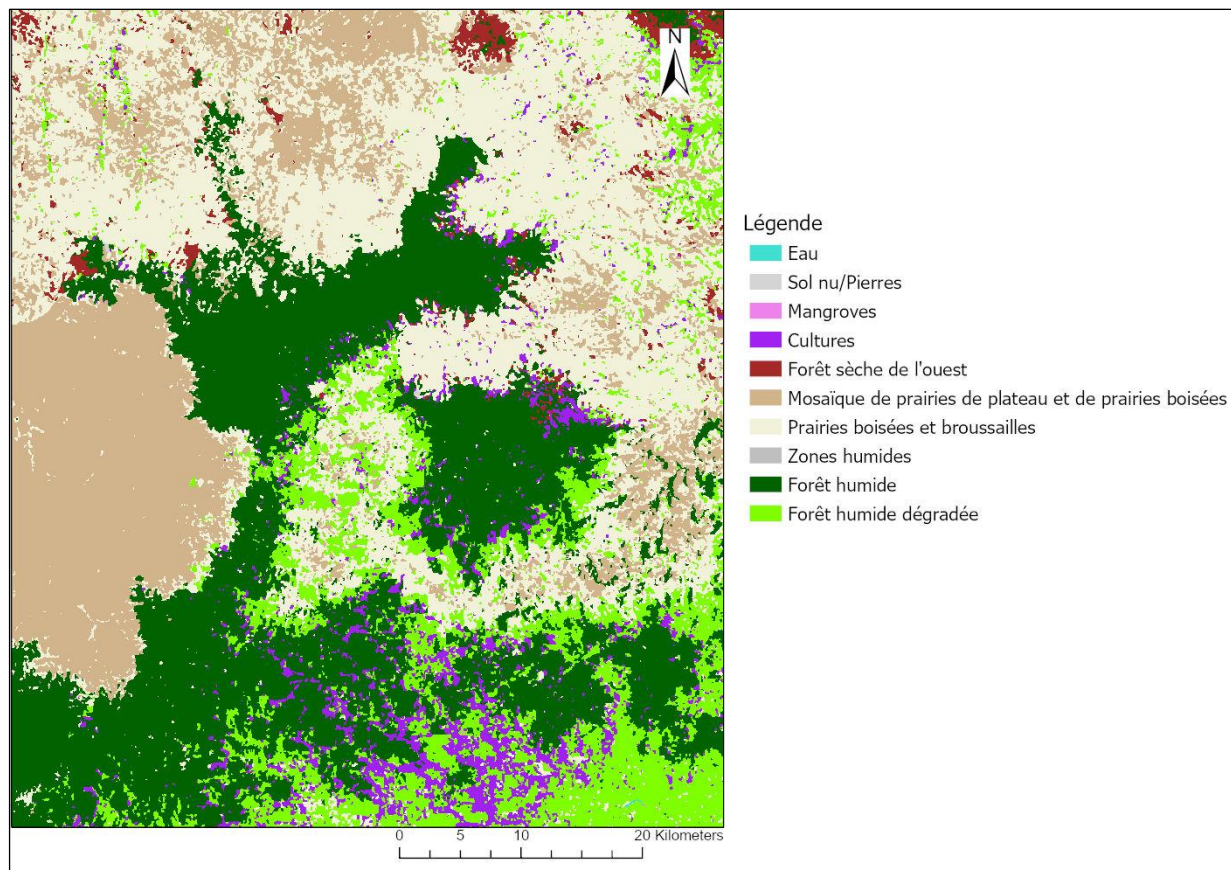 N
Légende
Eau
Sol nu/Pierres
Mangroves
Cultures
Forêt sèche de l'ouest
Mosaïque de prairies de plateau et de prairies boisées
Prairies boisées et broussailles
Zones humides
Forêt humide
Forêt humide dégradée
0 5 10 20 Kilometers